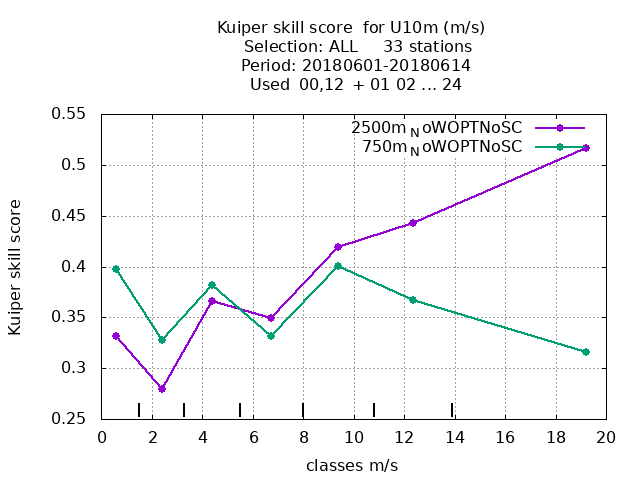 Kuiper skill score for U10m (m/s)
Selection: ALL 33 stations
Period: 20180601-20180614
Used 00,12 + 01 02 ... 24
2500m_NoWOPTNoSC
750m_NoWOPTNoSC
Kuiper skill score
0.55
0.5
0.45
0.4
0.35
0.3
0.25
0 2 4 6 8 10 12 14 16 18 20
classes m/s